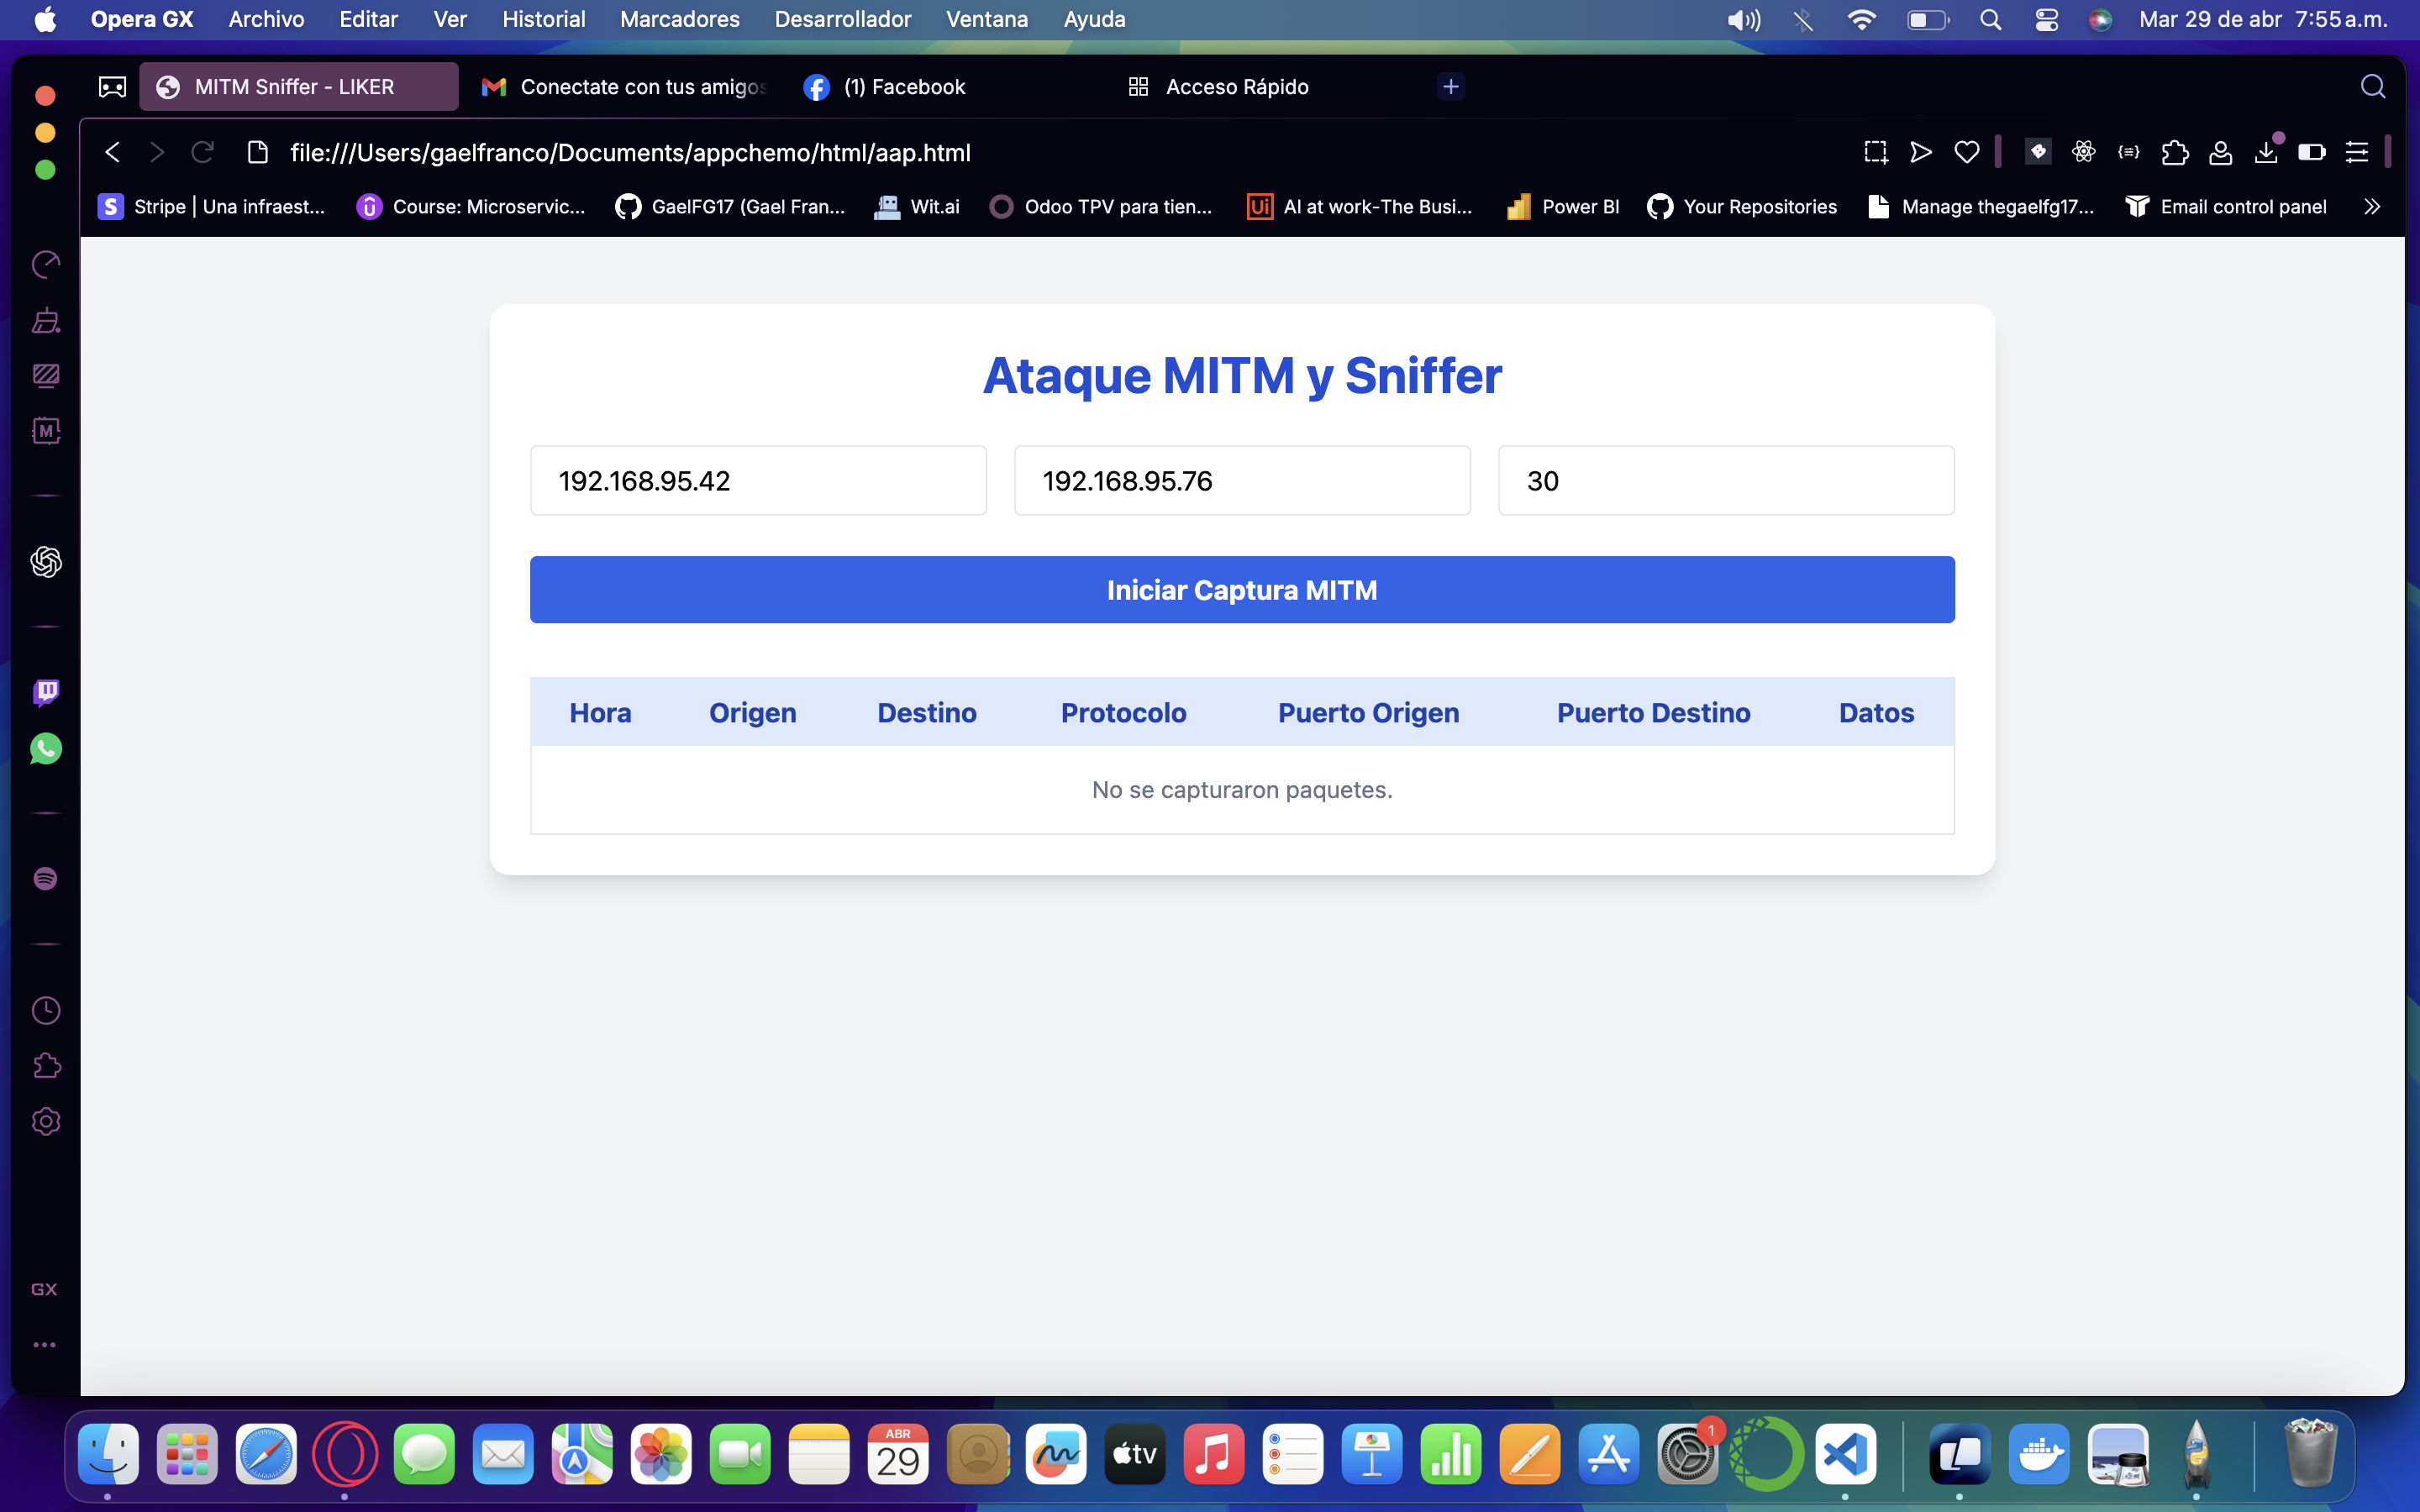 Opera GX Archivo Editar Ver Historial Marcadores Desarrollador Ventana Ayuda Mar 29 de abr 7:55 a.m.
MITM Sniffer - LIKER Conectate con tus amigos (1) Facebook Acceso Rápido
file:///Users/gaelfranco/Documents/appchemo/html/aap.html
Stripe | Una infraest... Course: Microservic... GaelFG17 (Gael Fran... Wit.ai Odoo TPV para tien... AI at work-The Busi... Power BI Your Repositories Manage thegaelfg17... Email control panel
Ataque MITM y Sniffer
192.168.95.42 192.168.95.76 30
Iniciar Captura MITM
Hora Origen Destino Protocolo Puerto Origen Puerto Destino Datos
No se capturaron paquetes.
GX
ABR
29
tv
1